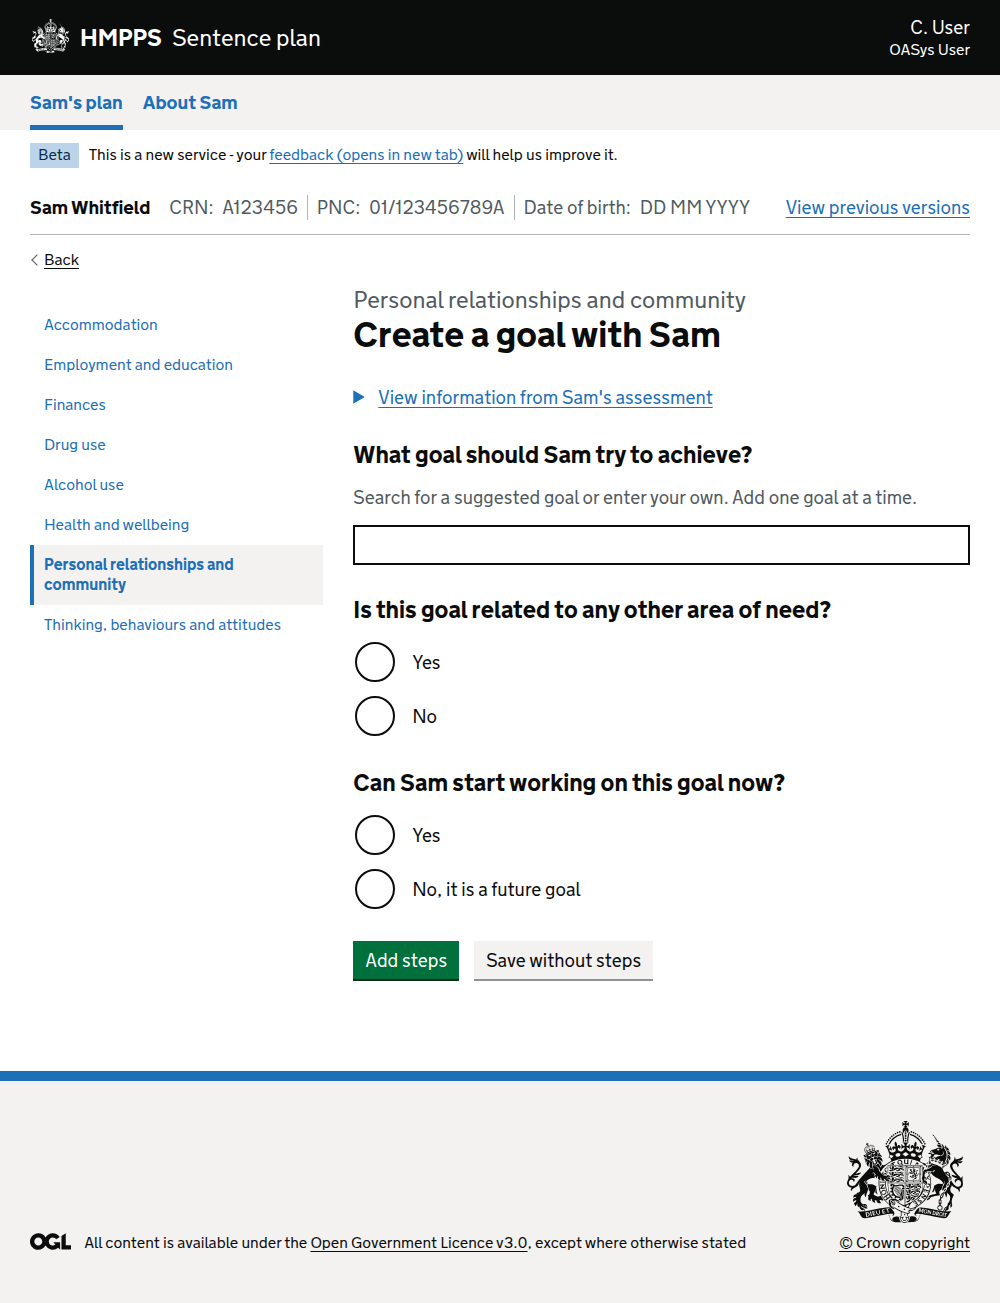 HMPPS Sentence plan
C. User
OASys User
Sam's plan About Sam
Beta This is a new service - your feedback (opens in new tab) will help us improve it.
Sam Whitfield CRN: A123456 PNC: 01/123456789A Date of birth: DD MM YYYY View previous versions
Back
Accommodation
Employment and education
Finances
Drug use
Alcohol use
Health and wellbeing
Personal relationships and
community
Thinking, behaviours and attitudes
Personal relationships and community
Create a goal with Sam
View information from Sam's assessment
What goal should Sam try to achieve?
Search for a suggested goal or enter your own. Add one goal at a time.
Is this goal related to any other area of need?
Yes
No
Can Sam start working on this goal now?
Yes
No, it is a future goal
Add steps Save without steps
DIEU ET MON DROIT
OGL All content is available under the Open Government Licence v3.0, except where otherwise stated
© Crown copyright